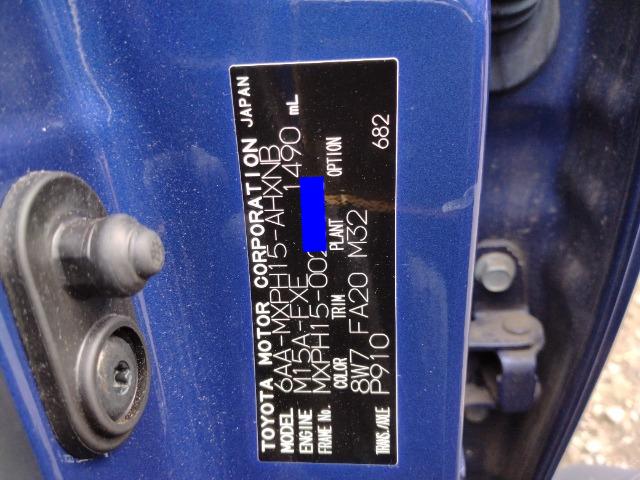 TOYOTA MOTOR CORPORATION JAPAN
MODEL 6AA-MXPH15-AHXNB
ENGINE M15A-FXE 1490 mL
FRAME No. MXPH15-002
COLOR TRIM PLANT OPTION
8W7 FA20 M32 682
TRANS./AXLE P910